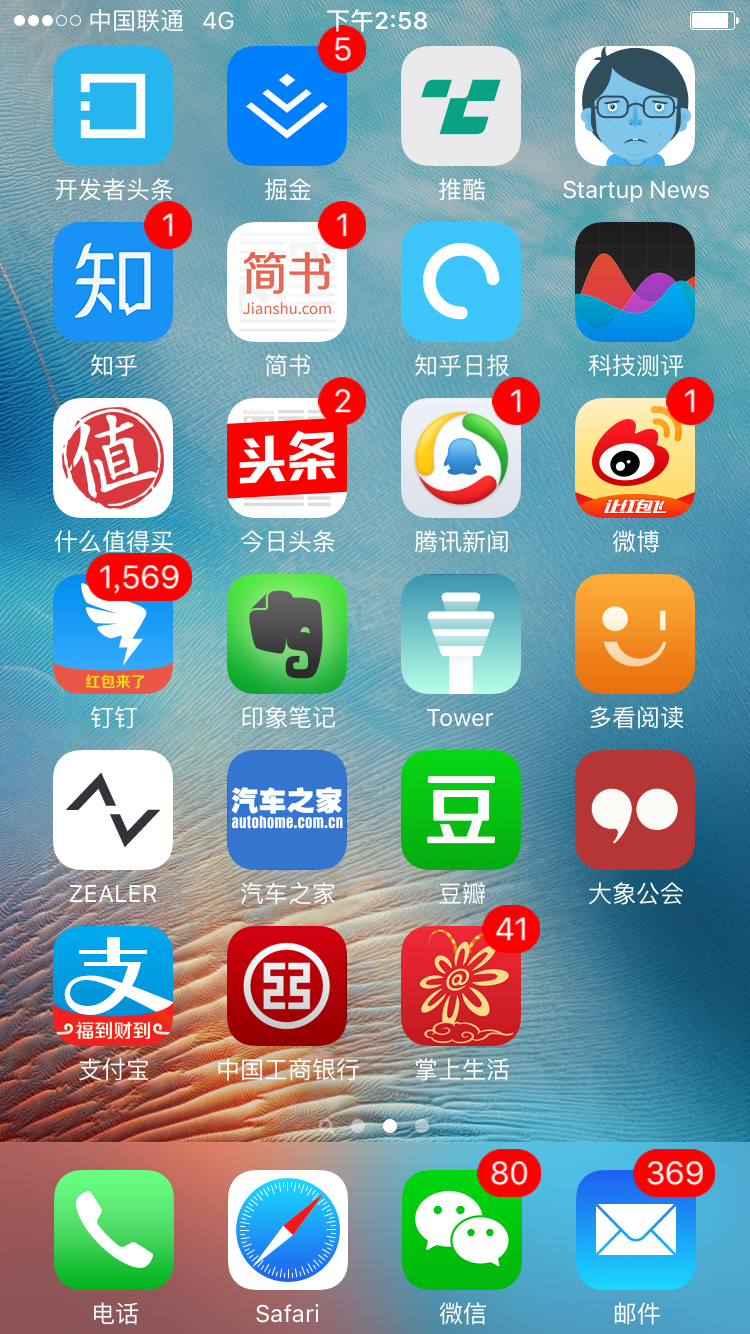 中国联通 4G 下午2:58
5
开发者头条 掘金 推酷 Startup News
1 1
知 简书
Jianshu.com
知乎 简书 知乎日报 科技测评
2 1 1
值 头条
让红包飞
什么值得买 今日头条 腾讯新闻 微博
1,569
红包来了
钉钉 印象笔记 Tower 多看阅读
汽车之家
autohome.com.cn
豆
ZEALER 汽车之家 豆瓣 大象公会
41
支
福到财到
支付宝 中国工商银行 掌上生活
80 369
电话 Safari 微信 邮件